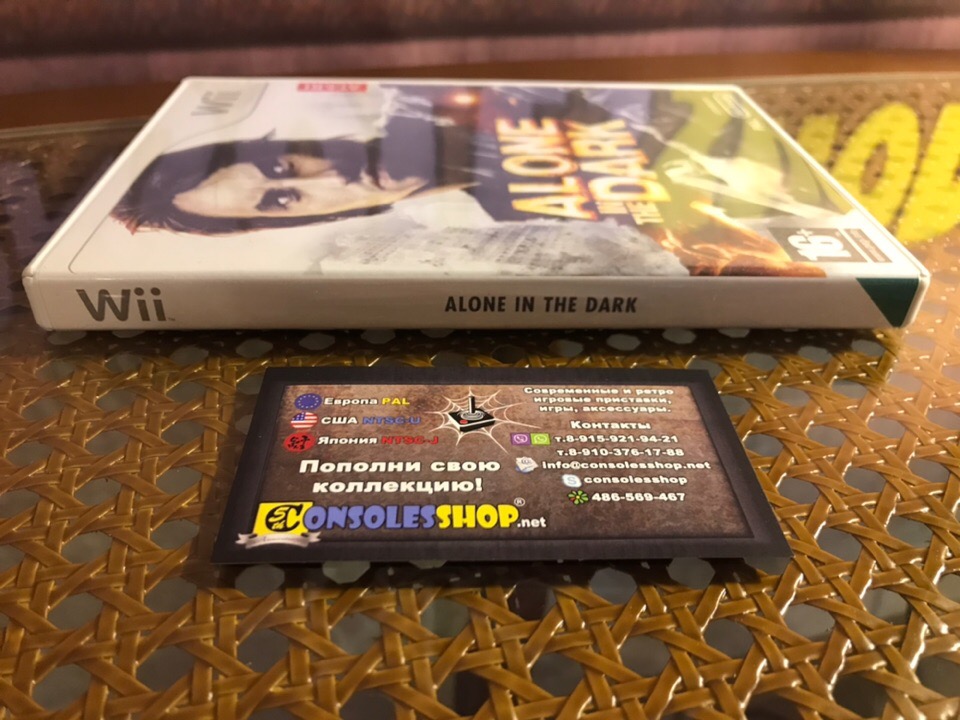 Wii
ALONE
IN THE
DARK
16+
Wii
ALONE IN THE DARK
Европа PAL
США NTSC-U
Япония NTSC-J
Пополни свою
коллекцию!
CONSOLESSHOP.net
Современные и ретро
игровые приставки,
игры, аксессуары.
Контакты
т.8-915-921-94-21
т.8-910-376-17-88
info@consolesshop.net
consolesshop
486-569-467